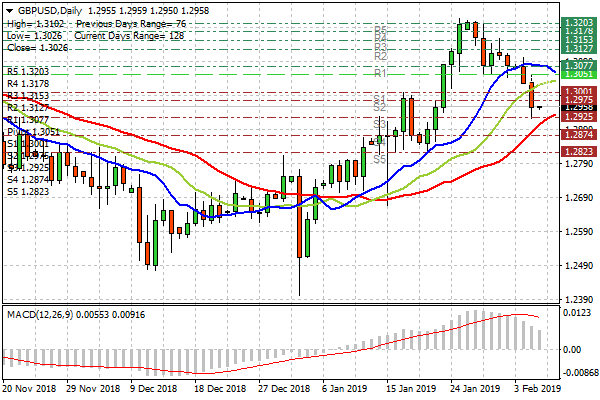 GBPUSD,Daily 1.2955 1.2959 1.2950 1.2958
High= 1.3102 Previous Days Range= 76
Low= 1.3026 Current Days Range= 128
Close= 1.3026
R5 1.3203
R4 1.3178
R3 1.3153
R2 1.3127
R1 1.3077
Pivot 1.3051
S1 1.3001
S2 1.2975
S3 1.2925
S4 1.2874
S5 1.2823
R5
R4
R3
R2
R1
S1
S2
S3
S4
S5
1.3203
1.3178
1.3153
1.3127
1.3077
1.3051
1.3001
1.2975
1.2958
1.2925
1.2874
1.2823
1.2790
1.2690
1.2590
1.2490
1.2390
MACD(12,26,9) 0.00553 0.00916
0.0123
0.00
-0.00868
20 Nov 2018 29 Nov 2018 9 Dec 2018 18 Dec 2018 27 Dec 2018 6 Jan 2019 15 Jan 2019 24 Jan 2019 3 Feb 2019